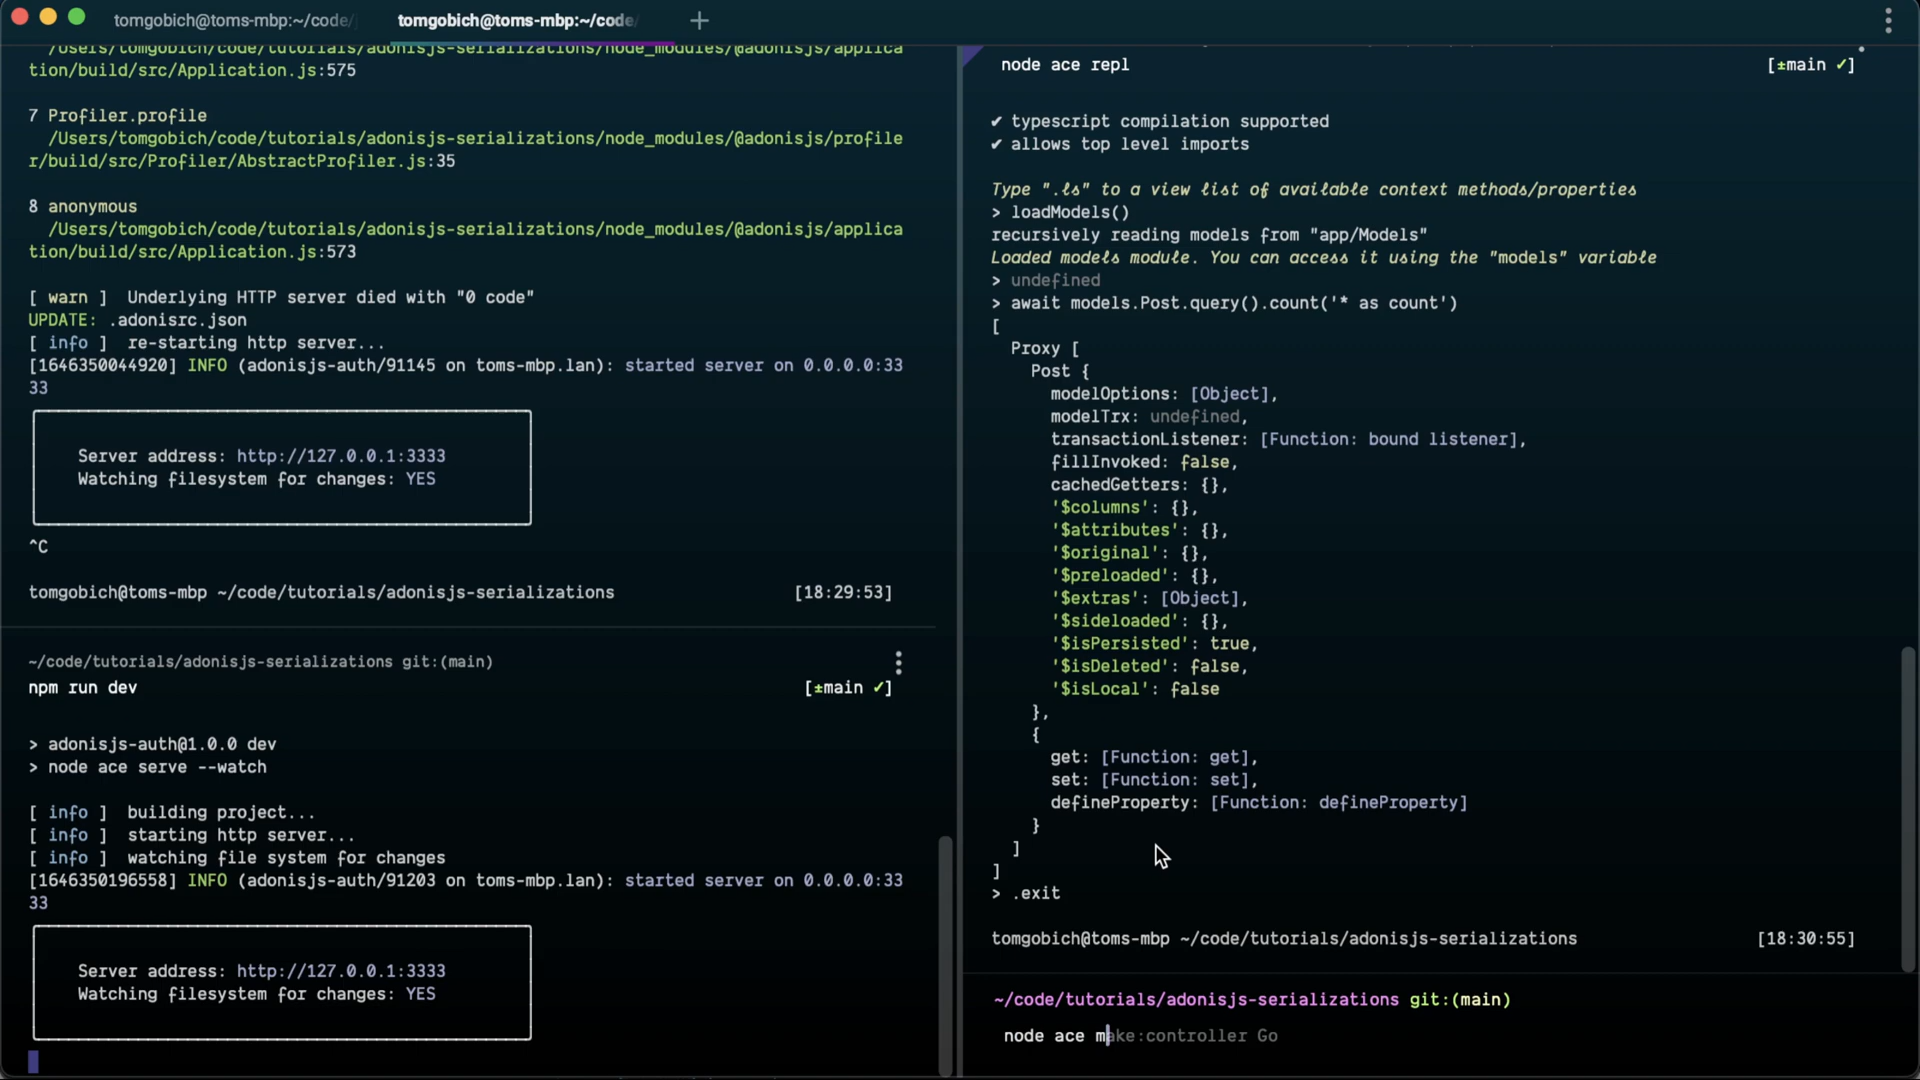 tomgobich@toms-mbp:~/code/
tomgobich@toms-mbp:~/code/
+
/Users/tomgobich/code/tutorials/adonisjs-serializations/node_modules/@adonisjs/applica
tion/build/src/Application.js:575
7 Profiler.profile
/Users/tomgobich/code/tutorials/adonisjs-serializations/node_modules/@adonisjs/profile
r/build/src/Profiler/AbstractProfiler.js:35
8 anonymous
/Users/tomgobich/code/tutorials/adonisjs-serializations/node_modules/@adonisjs/applica
tion/build/src/Application.js:573
[ warn ]  Underlying HTTP server died with "0 code"
UPDATE: .adonisrc.json
[ info ]  re-starting http server...
[1646350044920] INFO (adonisjs-auth/91145 on toms-mbp.lan): started server on 0.0.0.0:33
33
Server address: http://127.0.0.1:3333
Watching filesystem for changes: YES
^C
tomgobich@toms-mbp ~/code/tutorials/adonisjs-serializations [18:29:53]
~/code/tutorials/adonisjs-serializations git:(main)
npm run dev [±main ✓]
> adonisjs-auth@1.0.0 dev
> node ace serve --watch
[ info ]  building project...
[ info ]  starting http server...
[ info ]  watching file system for changes
[1646350196558] INFO (adonisjs-auth/91203 on toms-mbp.lan): started server on 0.0.0.0:33
33
Server address: http://127.0.0.1:3333
Watching filesystem for changes: YES
node ace repl [±main ✓]
✔ typescript compilation supported
✔ allows top level imports
Type ".ls" to a view list of available context methods/properties
> loadModels()
recursively reading models from "app/Models"
Loaded models module. You can access it using the "models" variable
> undefined
> await models.Post.query().count('* as count')
[
Proxy [
Post {
modelOptions: [Object],
modelTrx: undefined,
transactionListener: [Function: bound listener],
fillInvoked: false,
cachedGetters: {},
'$columns': {},
'$attributes': {},
'$original': {},
'$preloaded': {},
'$extras': [Object],
'$sideloaded': {},
'$isPersisted': true,
'$isDeleted': false,
'$isLocal': false
},
{
get: [Function: get],
set: [Function: set],
defineProperty: [Function: defineProperty]
}
]
]
> .exit
tomgobich@toms-mbp ~/code/tutorials/adonisjs-serializations [18:30:55]
~/code/tutorials/adonisjs-serializations git:(main)
node ace make:controller Go